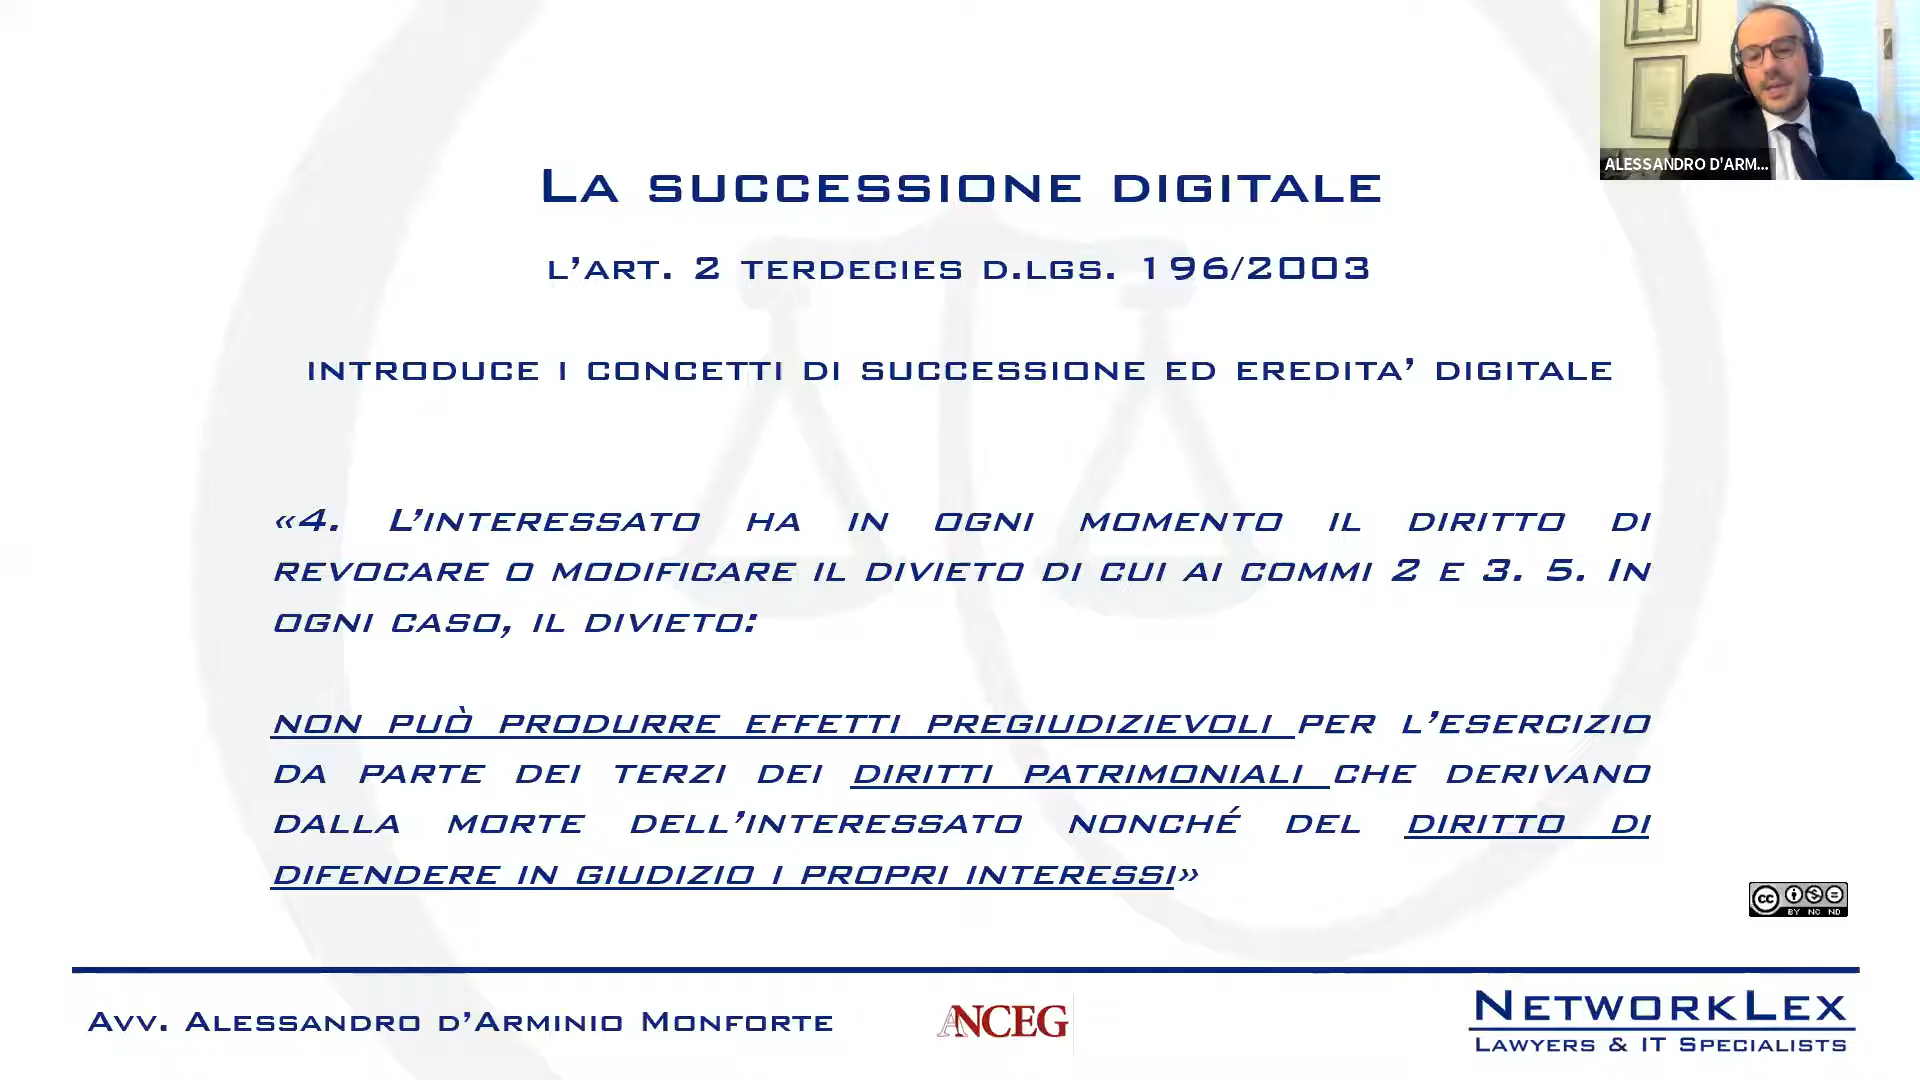 ALESSANDRO D'ARM...
La successione digitale
l'art. 2 terdecies d.lgs. 196/2003
introduce i concetti di successione ed eredita' digitale
«4. L'interessato ha in ogni momento il diritto di
revocare o modificare il divieto di cui ai commi 2 e 3. 5. In
ogni caso, il divieto:
non può produrre effetti pregiudizievoli per l'esercizio
da parte dei terzi dei diritti patrimoniali che derivano
dalla morte dell'interessato nonché del diritto di
difendere in giudizio i propri interessi»
cc BY NC ND
Avv. Alessandro d'Arminio Monforte
ANCEG
NetworkLex
Lawyers & IT Specialists